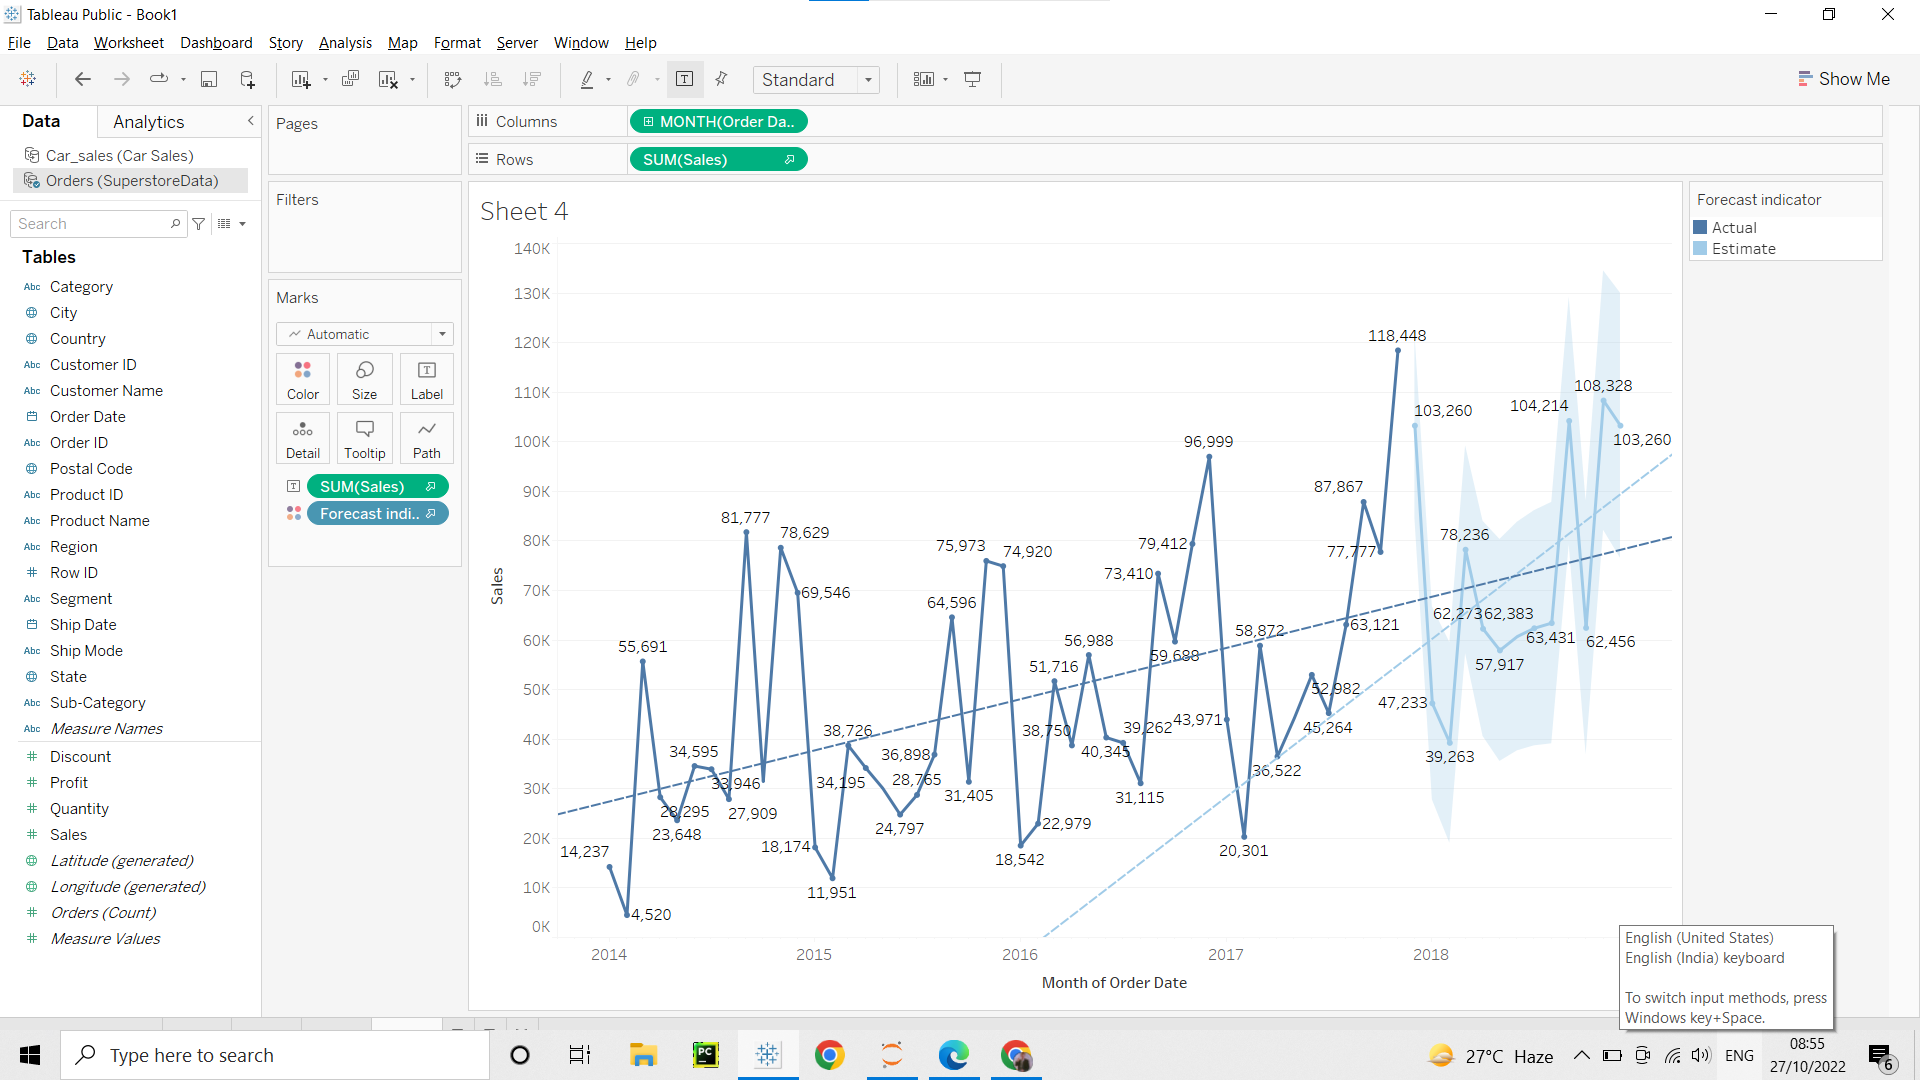 Tableau Public - Book1
File Data Worksheet Dashboard Story Analysis Map Format Server Window Help
Standard
Show Me
Data Analytics
Car_sales (Car Sales)
Orders (SuperstoreData)
Search
Tables
Abc Category
City
Country
Abc Customer ID
Abc Customer Name
Order Date
Abc Order ID
Postal Code
Abc Product ID
Abc Product Name
Abc Region
# Row ID
Abc Segment
Ship Date
Abc Ship Mode
State
Abc Sub-Category
Abc Measure Names
# Discount
# Profit
# Quantity
# Sales
Latitude (generated)
Longitude (generated)
# Orders (Count)
# Measure Values
Pages
Filters
Marks
Automatic
Color Size Label
Detail Tooltip Path
SUM(Sales)
Forecast indi..
Columns MONTH(Order Da..
Rows SUM(Sales)
Sheet 4
Sales
140K
130K
120K
110K
100K
90K
80K
70K
60K
50K
40K
30K
20K
10K
0K
14,237
4,520
55,691
28,295
23,648
34,595
33,946
27,909
81,777
78,629
69,546
18,174
11,951
38,726
34,195
24,797
28,765
36,898
64,596
31,405
75,973
74,920
18,542
22,979
51,716
38,750
56,988
40,345
39,262
31,115
73,410
59,688
79,412
96,999
43,971
20,301
58,872
36,522
52,982
45,264
63,121
87,867
77,777
118,448
103,260
47,233
39,263
78,236
62,273
57,917
62,383
63,431
104,214
62,456
108,328
103,260
2014 2015 2016 2017 2018
Month of Order Date
Forecast indicator
Actual
Estimate
English (United States)
English (India) keyboard
To switch input methods, press
Windows key+Space.
Type here to search
PC
27°C Haze
ENG
08:55
27/10/2022
6